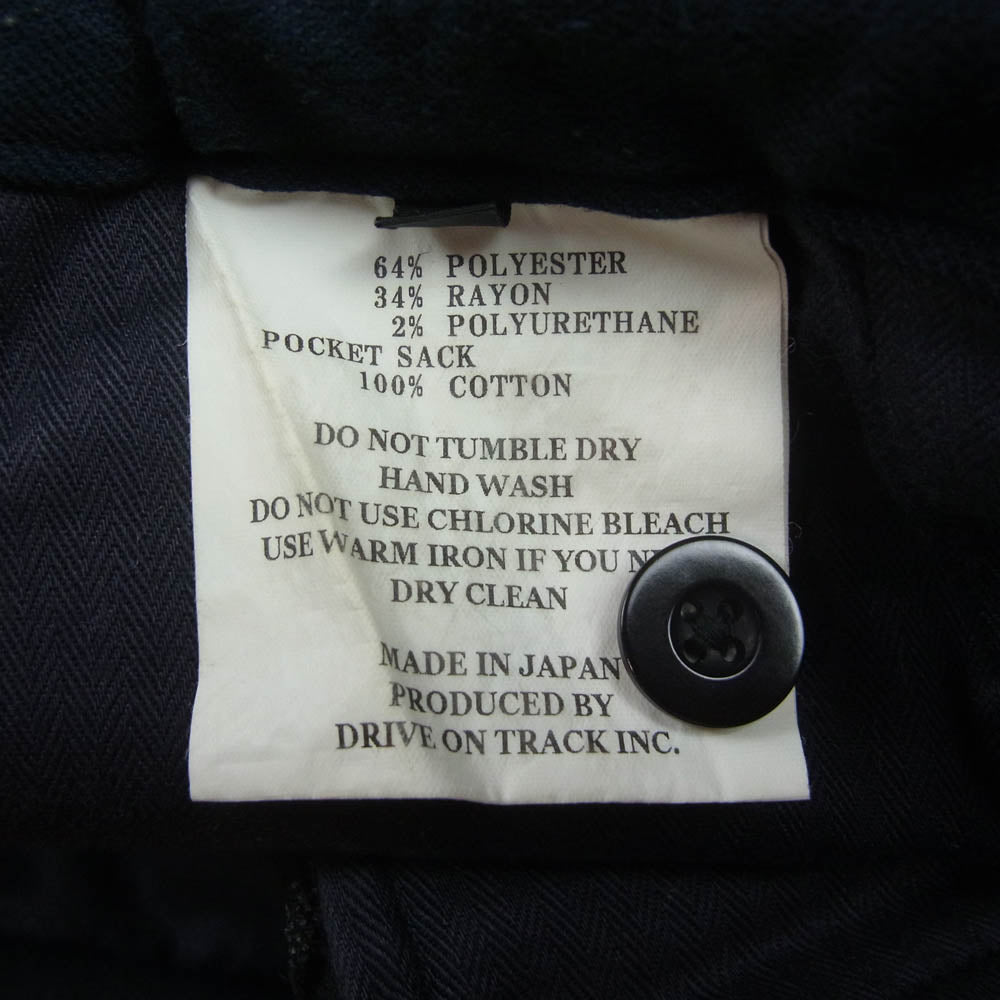 64% POLYESTER
34% RAYON
2% POLYURETHANE
POCKET SACK
100% COTTON
DO NOT TUMBLE DRY
HAND WASH
DO NOT USE CHLORINE BLEACH
USE WARM IRON IF YOU
DRY CLEAN
MADE IN JAPAN
PRODUCED BY
DRIVE ON TRACK INC.